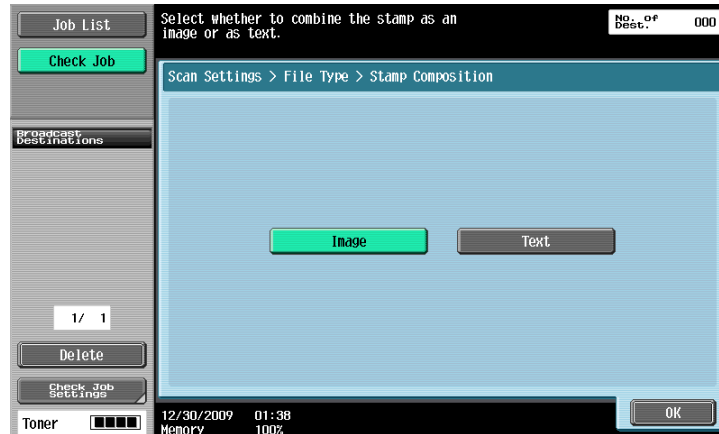 Job List
Check Job
Select whether to combine the stamp as an
image or as text.
No. of
Dest.
000
Scan Settings > File Type > Stamp Composition
Broadcast
Destinations
Image
Text
1/ 1
Delete
Check Job
Settings
Toner
12/30/2009 01:38
Memory 100%
OK